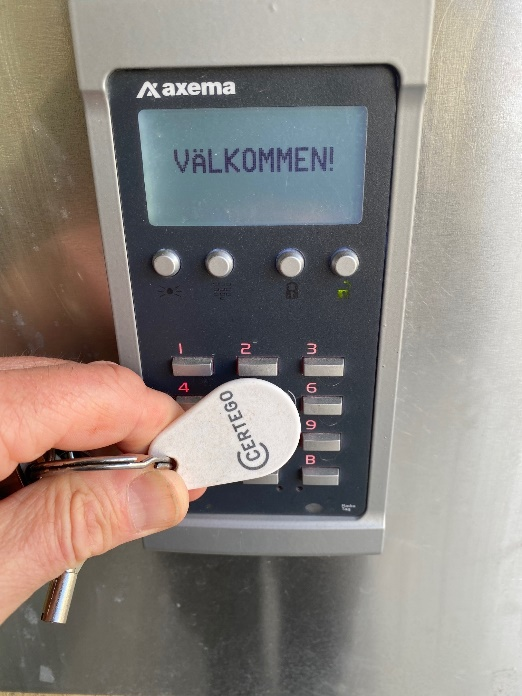 axema
VÄLKOMMEN!
1 2 3
4 6
9
B
CERTEGO